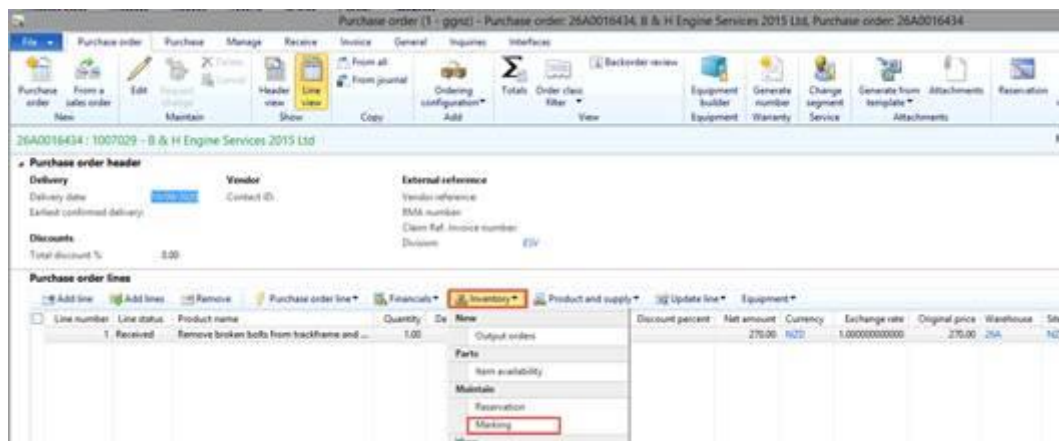 Purchase order (1 - ggnz) - Purchase order: 26A0016434, B & H Engine Services 2015 Ltd, Purchase order: 26A0016434
File Purchase order Purchase Manage Receive Invoice General Inquiries Interfaces
Purchase order From a sales order Edit Request change Delete Cancel Header view Line view From all From journal Ordering configuration Totals Order class filter Backorder review Equipment builder Generate number Change segment Generate from template Attachments Reservation
New Maintain Show Copy Add View Equipment Warranty Service Attachments
26A0016434 : 1007029 - B & H Engine Services 2015 Ltd
Purchase order header
Delivery Vendor External reference
Delivery date: Contact ID: Vendor reference:
Earliest confirmed delivery: RMA number:
Claim Ref. Invoice number:
Discounts Division: ESV
Total discount %: 0.00
Purchase order lines
Add line Add lines Remove Purchase order line Financials Inventory Product and supply Update line Equipment
Line number Line status Product name Quantity De New Discount percent Net amount Currency Exchange rate Original price Warehouse Sit
1 Received Remove broken bolts from trackframe and ... 1.00 Output orders 270.00 NZD 1.000000000000 270.00 26A NZ
Parts
Item availability
Maintain
Reservation
Marking